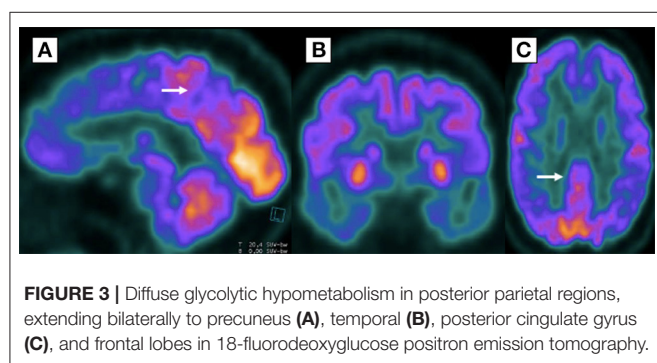 A
B
C
L
T 20.4 SUV-bw
B 0.00 SUV-bw
FIGURE 3 | Diffuse glycolytic hypometabolism in posterior parietal regions,
extending bilaterally to precuneus (A), temporal (B), posterior cingulate gyrus
(C), and frontal lobes in 18-fluorodeoxyglucose positron emission tomography.